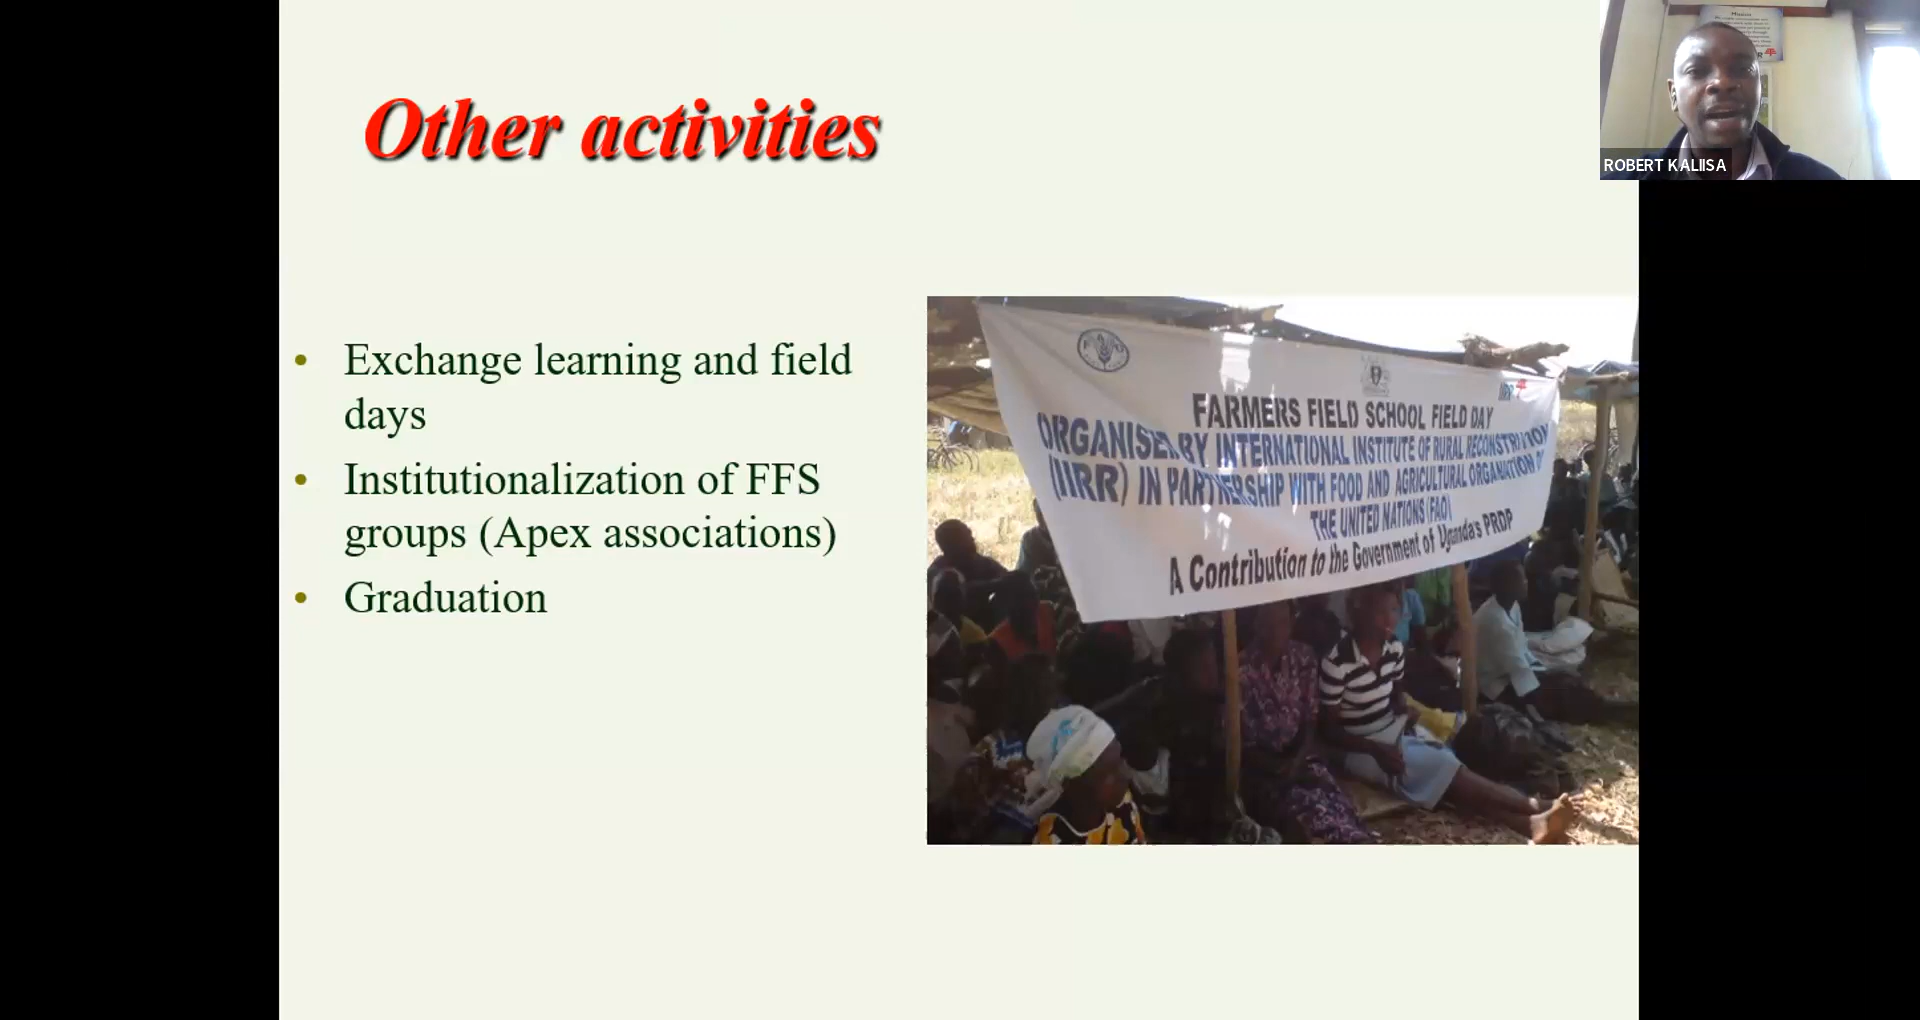 Other activities
• Exchange learning and field
days
• Institutionalization of FFS
groups (Apex associations)
• Graduation
FARMERS FIELD SCHOOL FIELD DAY
ORGANISED BY INTERNATIONAL INSTITUTE OF RURAL RECONSTRUCTION
(IIRR) IN PARTNERSHIP WITH FOOD AND AGRICULTURAL ORGANISATION OF
THE UNITED NATIONS (FAO)
A Contribution to the Government of Uganda's PRDP
IIRR
ROBERT KALIISA